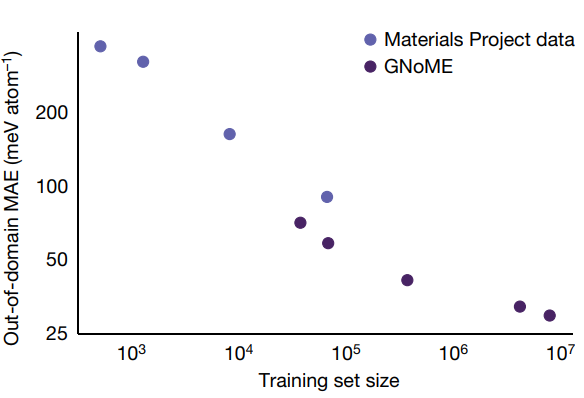 Materials Project data
GNoME
Out-of-domain MAE (meV atom⁻¹)
200
100
50
25
10³ 10⁴ 10⁵ 10⁶ 10⁷
Training set size